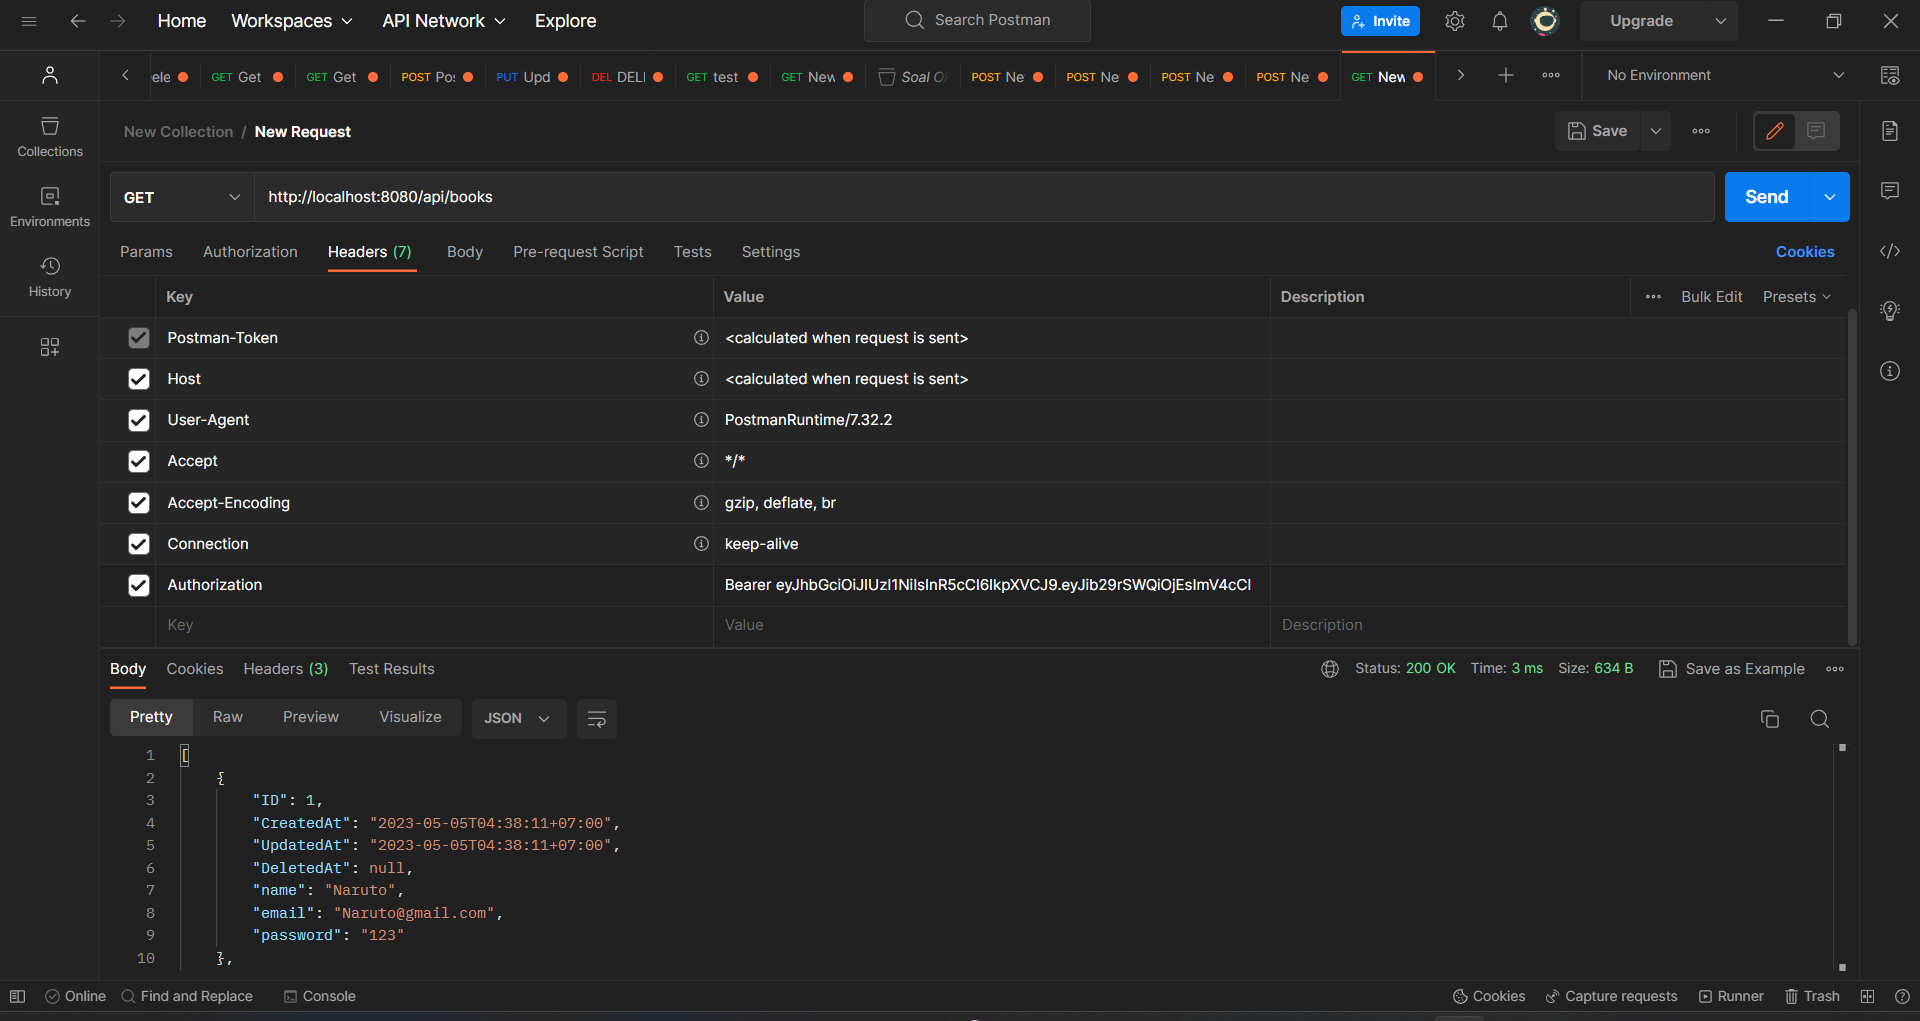 Home Workspaces API Network Explore Search Postman Invite Upgrade
ele GET Get GET Get POST Po: PUT Upd DEL DEL GET test GET New Soal O POST Ne POST Ne POST Ne POST Ne GET New No Environment
New Collection / New Request Save
Collections
GET http://localhost:8080/api/books Send
Environments
Params Authorization Headers (7) Body Pre-request Script Tests Settings Cookies
History
Key Value Description Bulk Edit Presets
Postman-Token <calculated when request is sent>
Host <calculated when request is sent>
User-Agent PostmanRuntime/7.32.2
Accept */*
Accept-Encoding gzip, deflate, br
Connection keep-alive
Authorization Bearer eyJhbGciOiJIUzI1NiIsInR5cCI6IkpXVCJ9.eyJib29rSWQiOjEsImV4cCI
Key Value Description
Body Cookies Headers (3) Test Results Status: 200 OK Time: 3 ms Size: 634 B Save as Example
Pretty Raw Preview Visualize JSON
1 [
2 {
3 "ID": 1,
4 "CreatedAt": "2023-05-05T04:38:11+07:00",
5 "UpdatedAt": "2023-05-05T04:38:11+07:00",
6 "DeletedAt": null,
7 "name": "Naruto",
8 "email": "Naruto@gmail.com",
9 "password": "123"
10 },
Online Find and Replace Console Cookies Capture requests Runner Trash